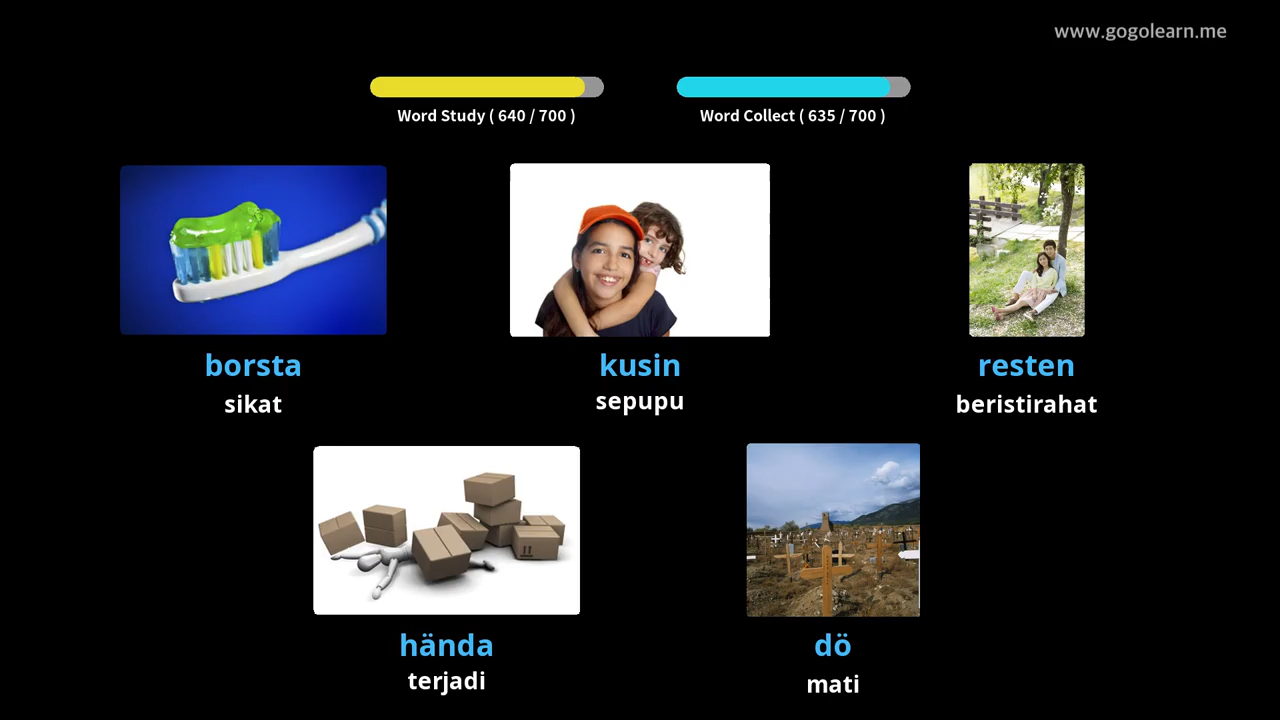 www.gogolearn.me
Word Study ( 640 / 700 )
Word Collect ( 635 / 700 )
borsta
sikat
kusin
sepupu
resten
beristirahat
hända
terjadi
dö
mati